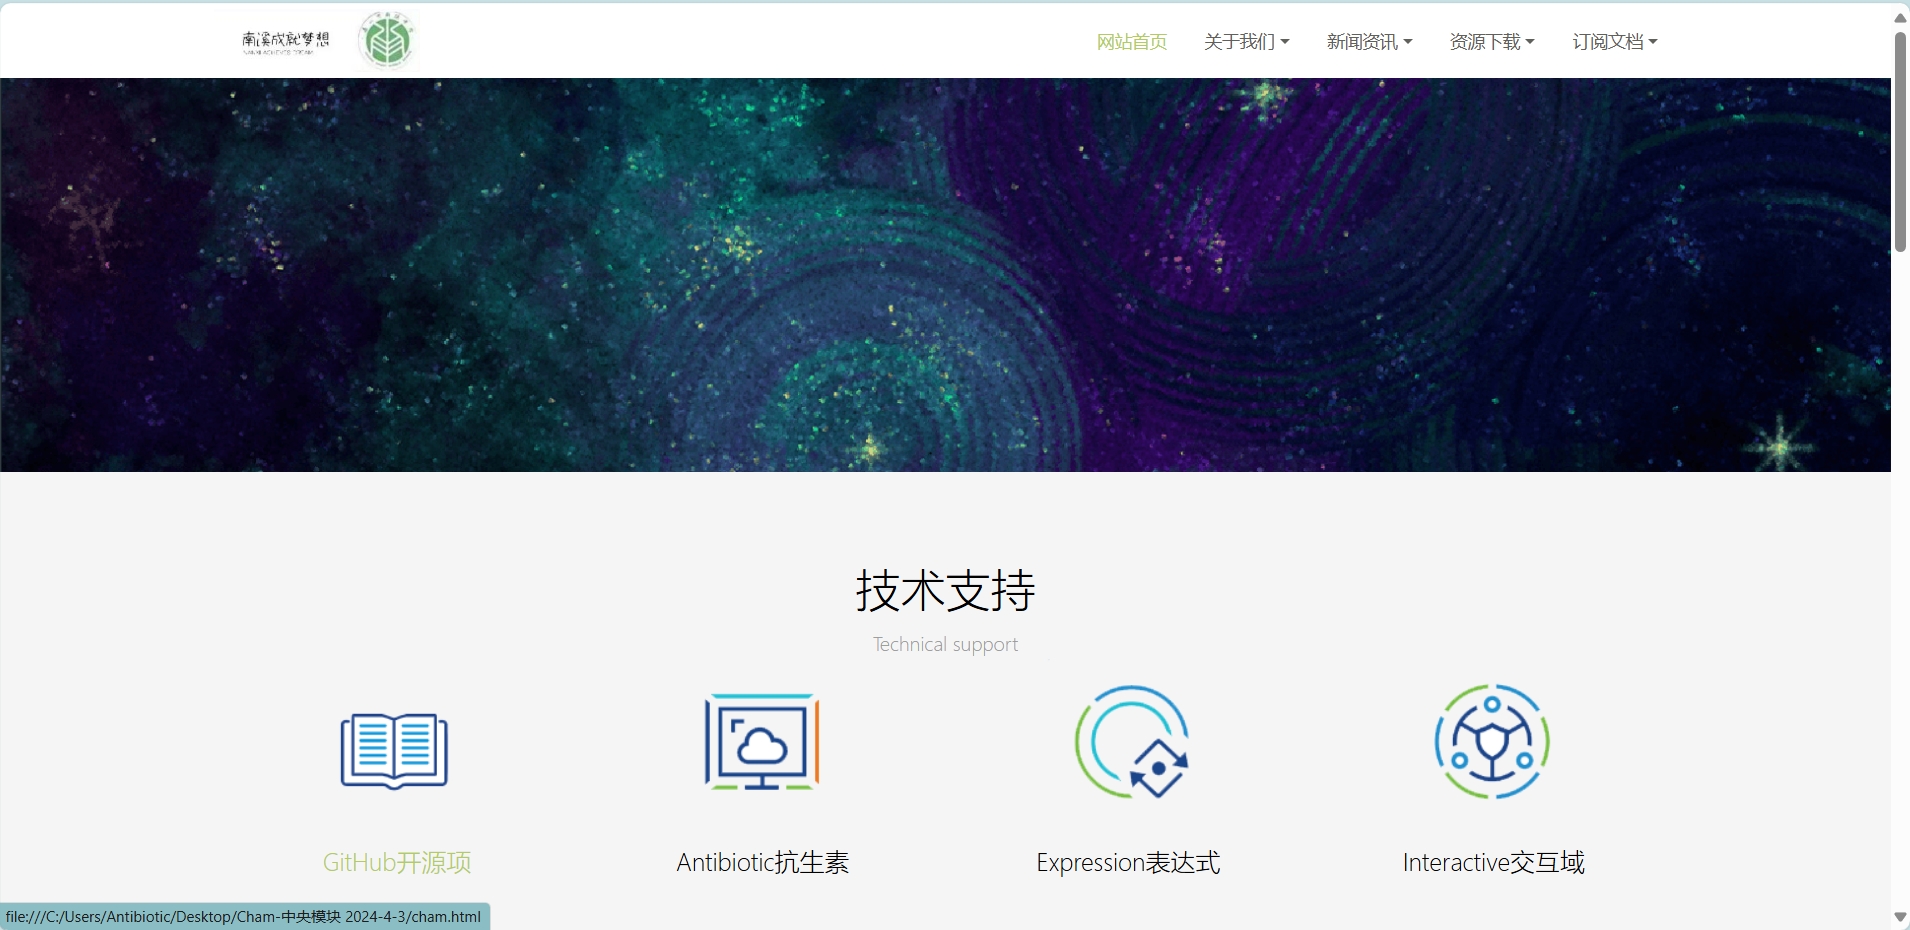 南溪成就梦想
网站首页
关于我们
新闻资讯
资源下载
订阅文档
技术支持
Technical support
GitHub开源项
Antibiotic抗生素
Expression表达式
Interactive交互域
file:///C:/Users/Antibiotic/Desktop/Cham-中央模块 2024-4-3/cham.html